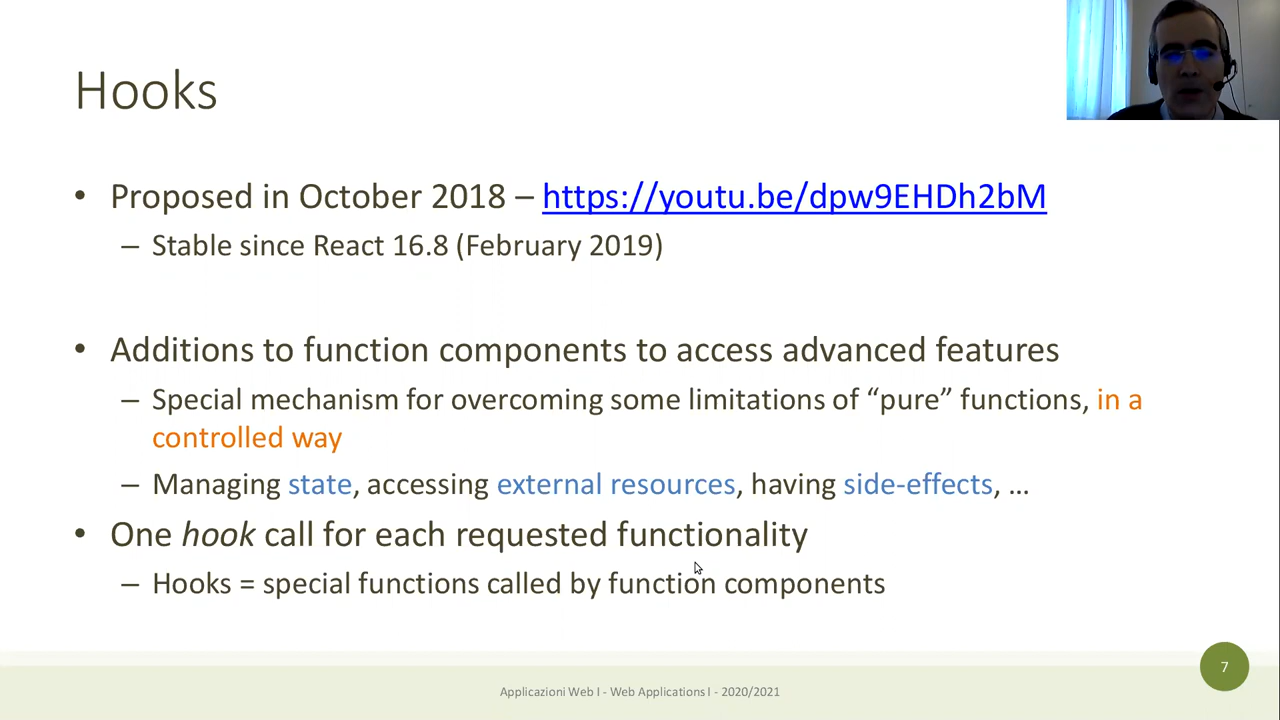 Hooks
• Proposed in October 2018 – https://youtu.be/dpw9EHDh2bM
– Stable since React 16.8 (February 2019)
• Additions to function components to access advanced features
– Special mechanism for overcoming some limitations of “pure” functions, in a
controlled way
– Managing state, accessing external resources, having side-effects, …
• One hook call for each requested functionality
– Hooks = special functions called by function components
7
Applicazioni Web I - Web Applications I - 2020/2021